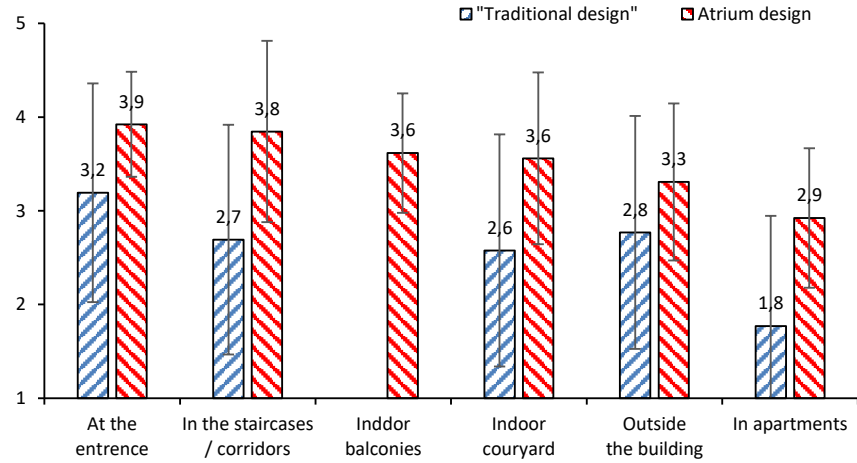 "Traditional design" Atrium design
5
4
3
2
1
3,2
3,9
2,7
3,8
3,6
2,6
3,6
2,8
3,3
1,8
2,9
At the
entrence
In the staircases
/ corridors
Inddor
balconies
Indoor
couryard
Outside
the building
In apartments